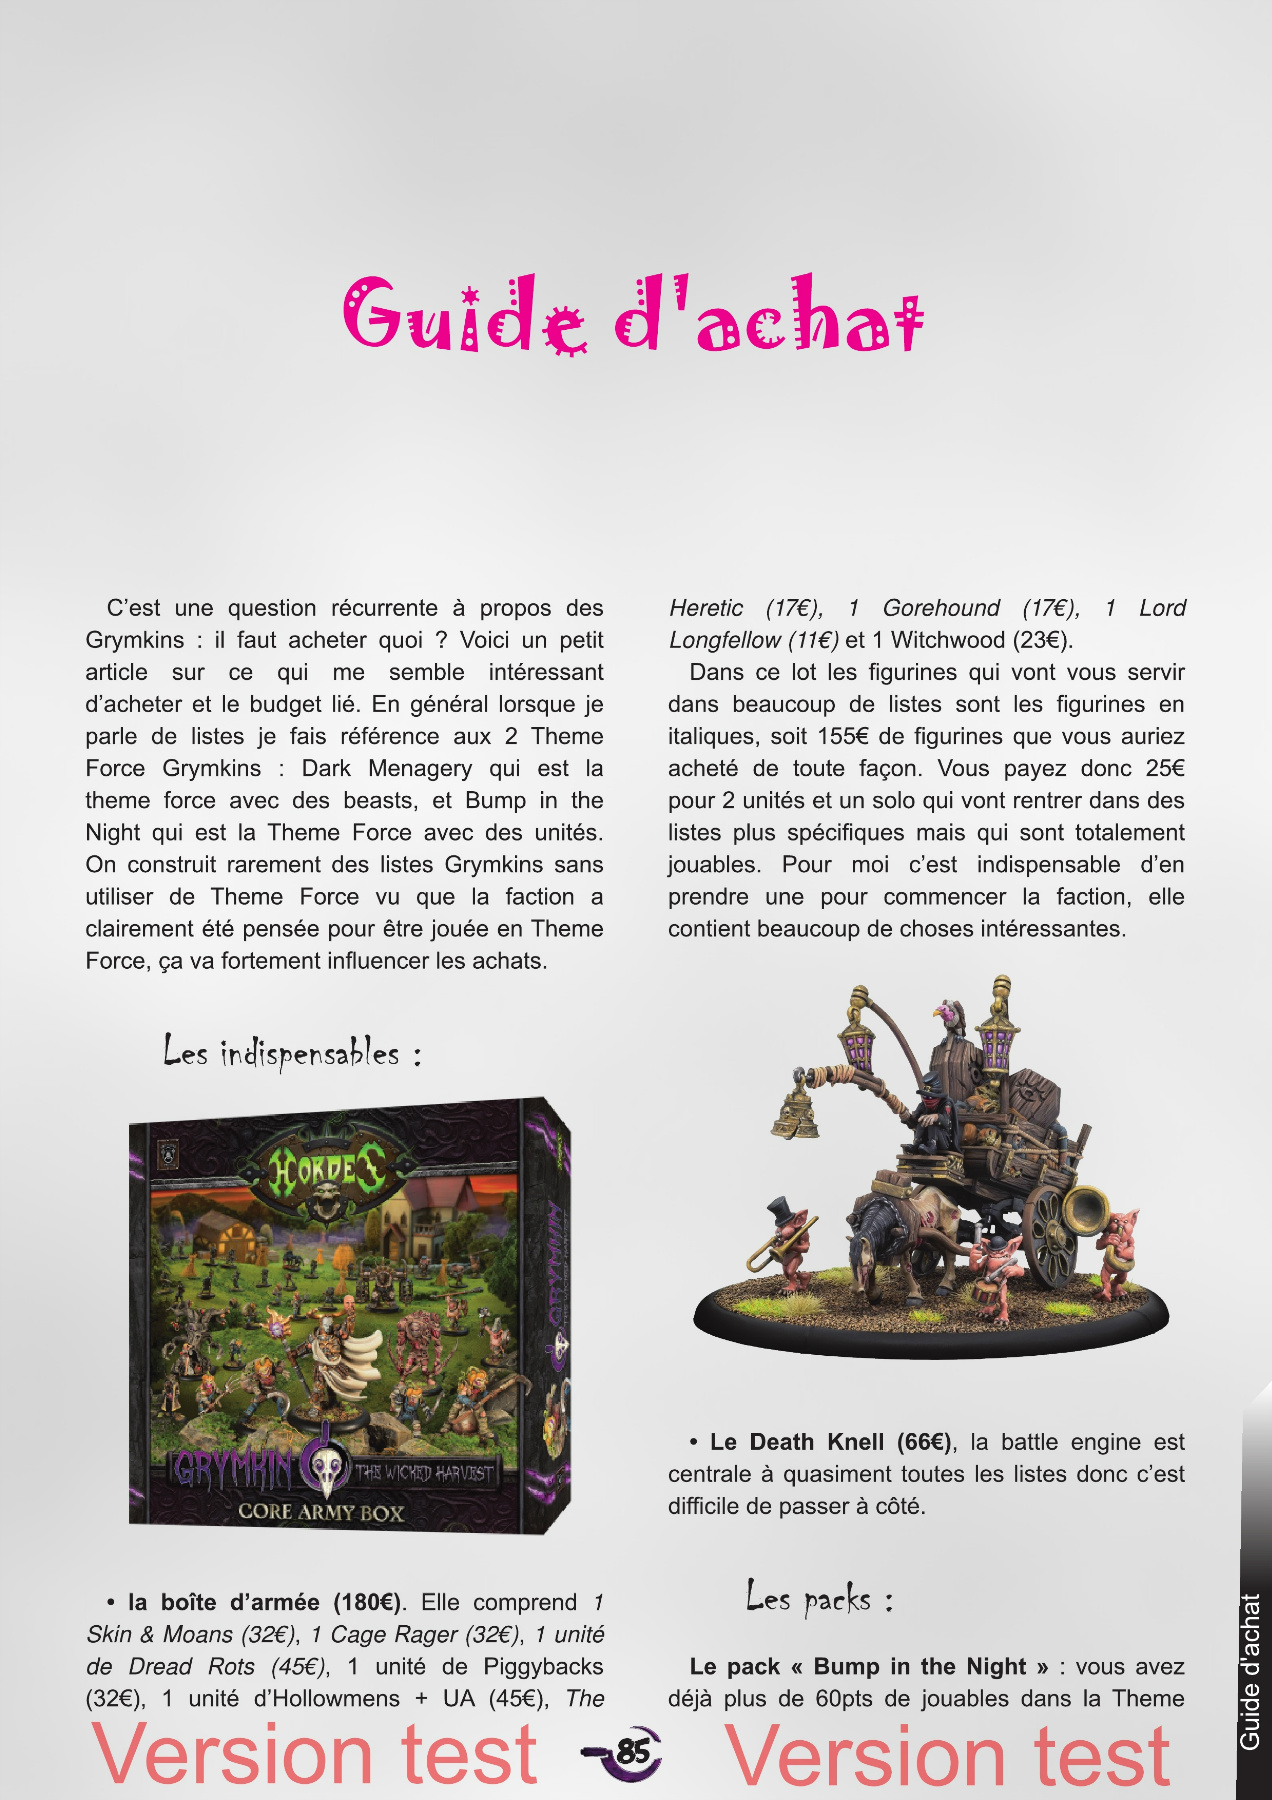 Guide d'achat
C’est une question récurrente à propos des
Grymkins : il faut acheter quoi ? Voici un petit
article sur ce qui me semble intéressant
d’acheter et le budget lié. En général lorsque je
parle de listes je fais référence aux 2 Theme
Force Grymkins : Dark Menagery qui est la
theme force avec des beasts, et Bump in the
Night qui est la Theme Force avec des unités.
On construit rarement des listes Grymkins sans
utiliser de Theme Force vu que la faction a
clairement été pensée pour être jouée en Theme
Force, ça va fortement influencer les achats.
Les indispensables :
HORDES
GRYMKIN
THE WICKED HARVEST
CORE ARMY BOX
GRYMKIN
• la boîte d’armée (180€). Elle comprend 1
Skin & Moans (32€), 1 Cage Rager (32€), 1 unité
de Dread Rots (45€), 1 unité de Piggybacks
(32€), 1 unité d’Hollowmens + UA (45€), The
Heretic (17€), 1 Gorehound (17€), 1 Lord
Longfellow (11€) et 1 Witchwood (23€).
Dans ce lot les figurines qui vont vous servir
dans beaucoup de listes sont les figurines en
italiques, soit 155€ de figurines que vous auriez
acheté de toute façon. Vous payez donc 25€
pour 2 unités et un solo qui vont rentrer dans des
listes plus spécifiques mais qui sont totalement
jouables. Pour moi c’est indispensable d’en
prendre une pour commencer la faction, elle
contient beaucoup de choses intéressantes.
• Le Death Knell (66€), la battle engine est
centrale à quasiment toutes les listes donc c’est
difficile de passer à côté.
Les packs :
Le pack « Bump in the Night » : vous avez
déjà plus de 60pts de jouables dans la Theme
Guide d'achat
Version test
85
Version test